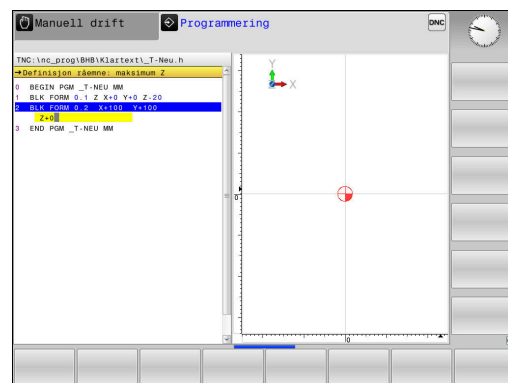 Manuell drift
Programmering
DNC
TNC:\nc_prog\BHB\Klartext\_T-Neu.h
→Definisjon råemne: maksimum Z
0 BEGIN PGM _T-NEU MM
1 BLK FORM 0.1 Z X+0 Y+0 Z-20
2 BLK FORM 0.2 X+100 Y+100
Z+0
3 END PGM _T-NEU MM
Y
X
0
0